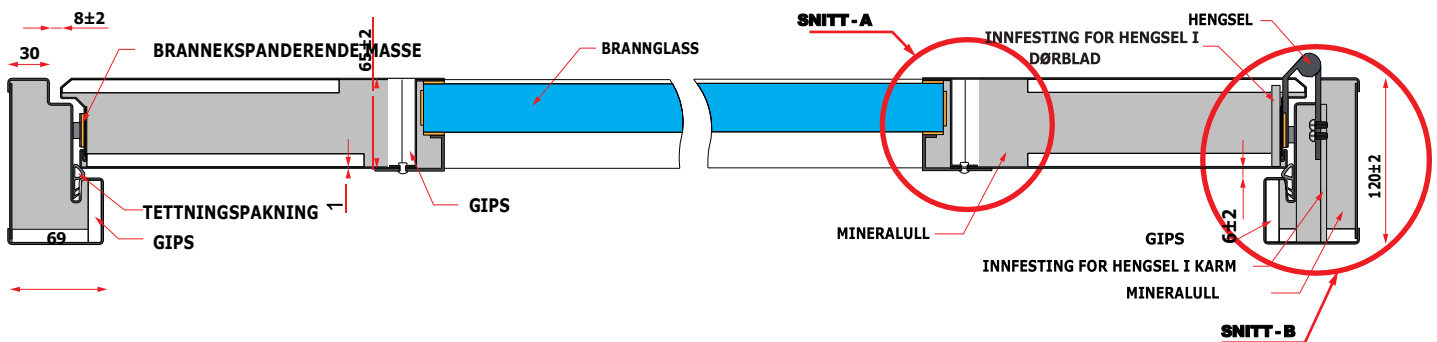 8±2
30
BRANNEKSPANDERENDE MASSE
65±2
BRANNGLASS
SNITT - A
HENGSEL
INNFESTING FOR HENGSEL I
DØRBLAD
120±2
TETTNINGSPAKNING
1
GIPS
69
GIPS
MINERALULL
GIPS
6±2
INNFESTING FOR HENGSEL I KARM
MINERALULL
SNITT - B